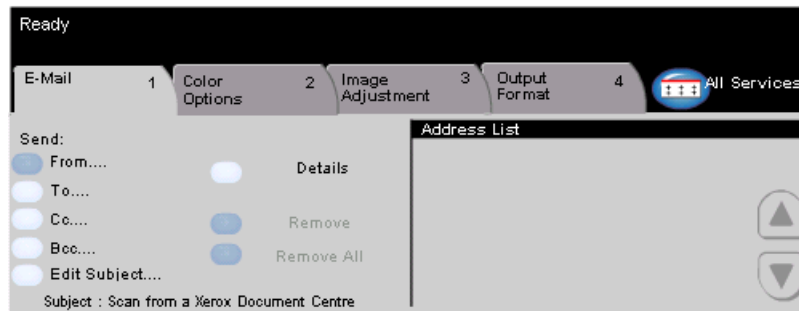 Ready
E-Mail 1
Color Options 2
Image Adjustment 3
Output Format 4
All Services
Send:
From....
To....
Cc....
Bcc....
Edit Subject....
Details
Remove
Remove All
Subject : Scan from a Xerox Document Centre
Address List